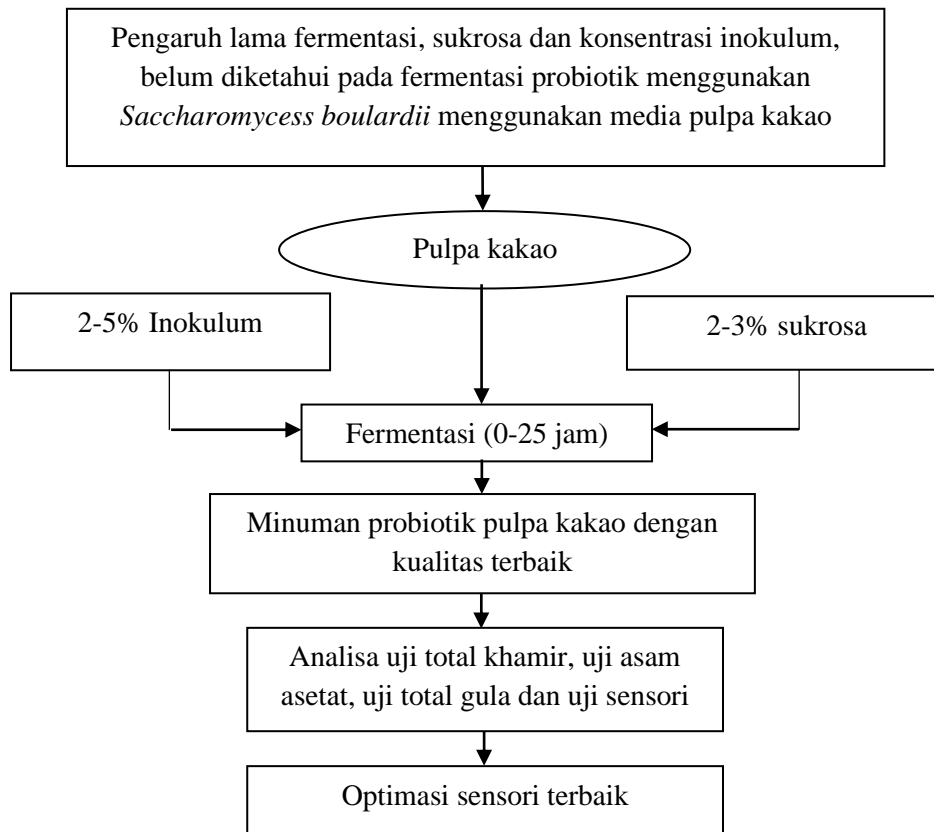 Pengaruh lama fermentasi, sukrosa dan konsentrasi inokulum,
belum diketahui pada fermentasi probiotik menggunakan
Saccharomycess boulardii menggunakan media pulpa kakao
Pulpa kakao
2-5% Inokulum
2-3% sukrosa
Fermentasi (0-25 jam)
Minuman probiotik pulpa kakao dengan
kualitas terbaik
Analisa uji total khamir, uji asam
asetat, uji total gula dan uji sensori
Optimasi sensori terbaik